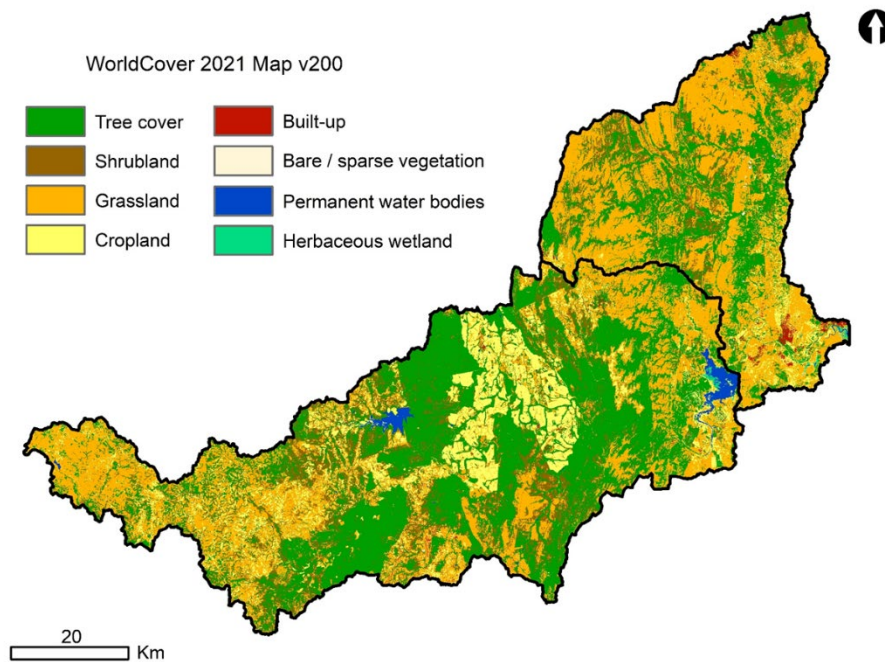 WorldCover 2021 Map v200
Tree cover
Shrubland
Grassland
Cropland
Built-up
Bare / sparse vegetation
Permanent water bodies
Herbaceous wetland
20
Km